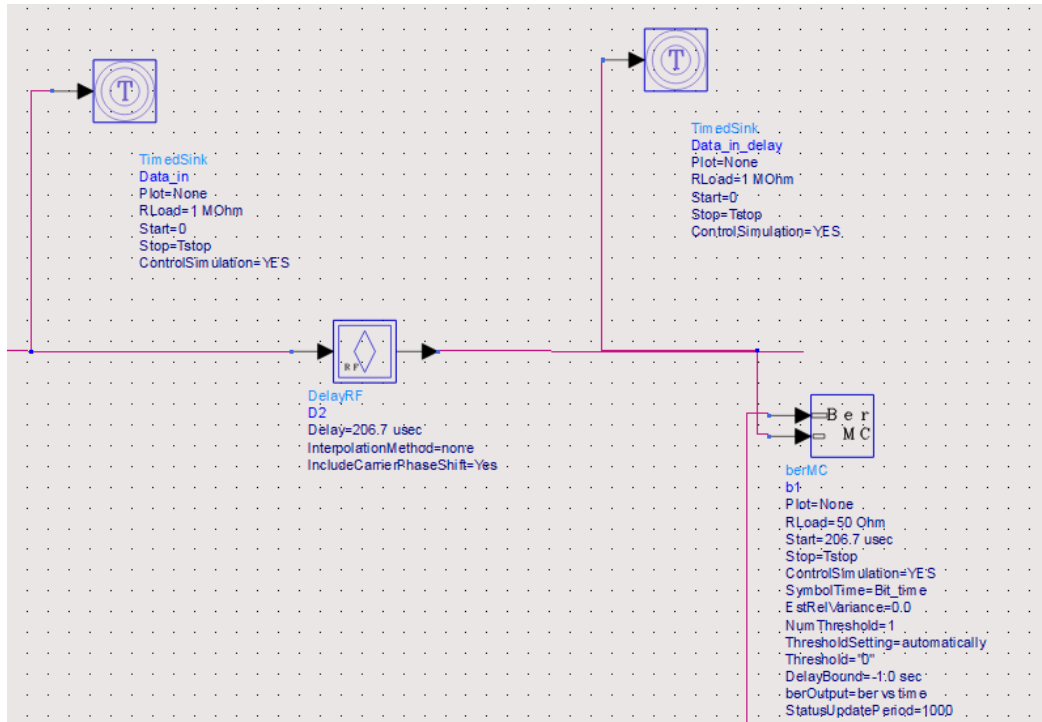 T
TimedSink
Data_in
Plot=None
RLoad=1 MOhm
Start=0
Stop=Tstop
ControlSimulation=YES
T
TimedSink
Data_in_delay
Plot=None
RLoad=1 MOhm
Start=0
Stop=Tstop
ControlSimulation=YES
RF
DelayRF
D2
Delay=206.7 usec
InterpolationMethod=none
IncludeCarrierPhaseShift=Yes
Ber
MC
berMC
b1
Plot=None
RLoad=50 Ohm
Start=206.7 usec
Stop=Tstop
ControlSimulation=YES
SymbolTime=Bit_time
EstRelVariance=0.0
NumThreshold=1
ThresholdSetting=automatically
Threshold="0"
DelayBound=-1.0 sec
berOutput=ber vs time
StatusUpdatePeriod=1000